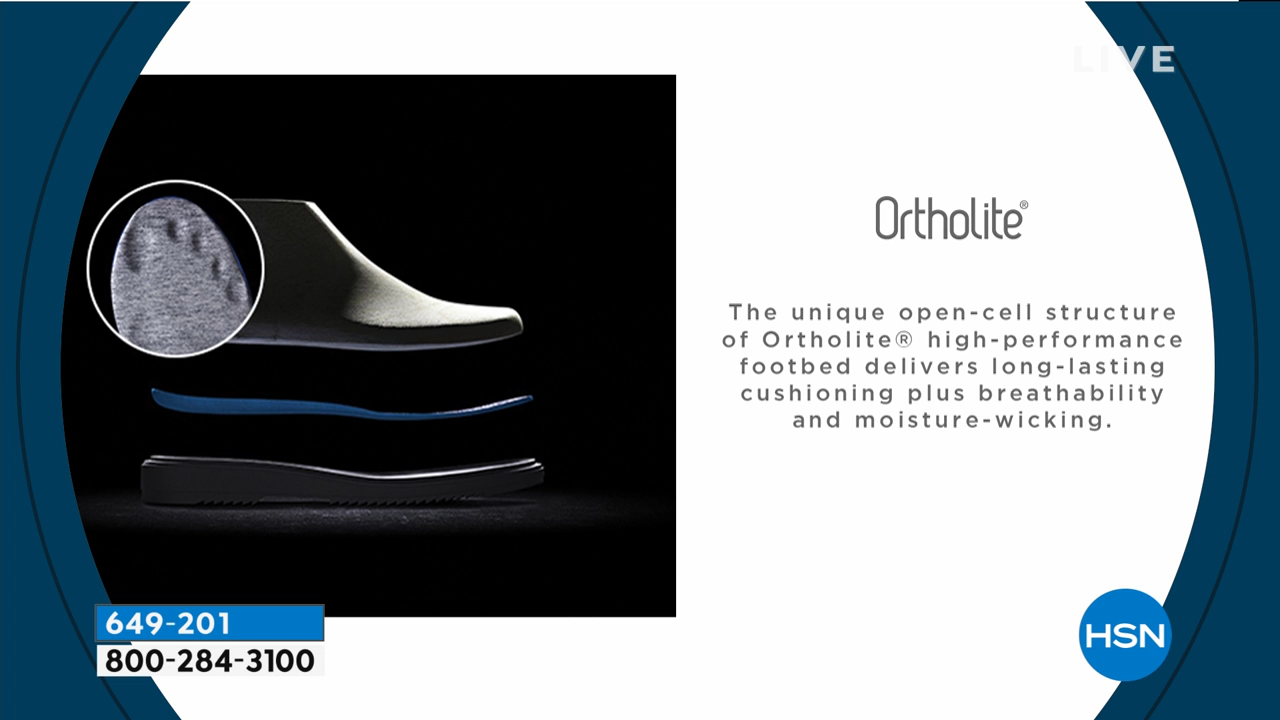 LIVE
Ortholite®
The unique open-cell structure
of Ortholite® high-performance
footbed delivers long-lasting
cushioning plus breathability
and moisture-wicking.
649-201
800-284-3100
HSN